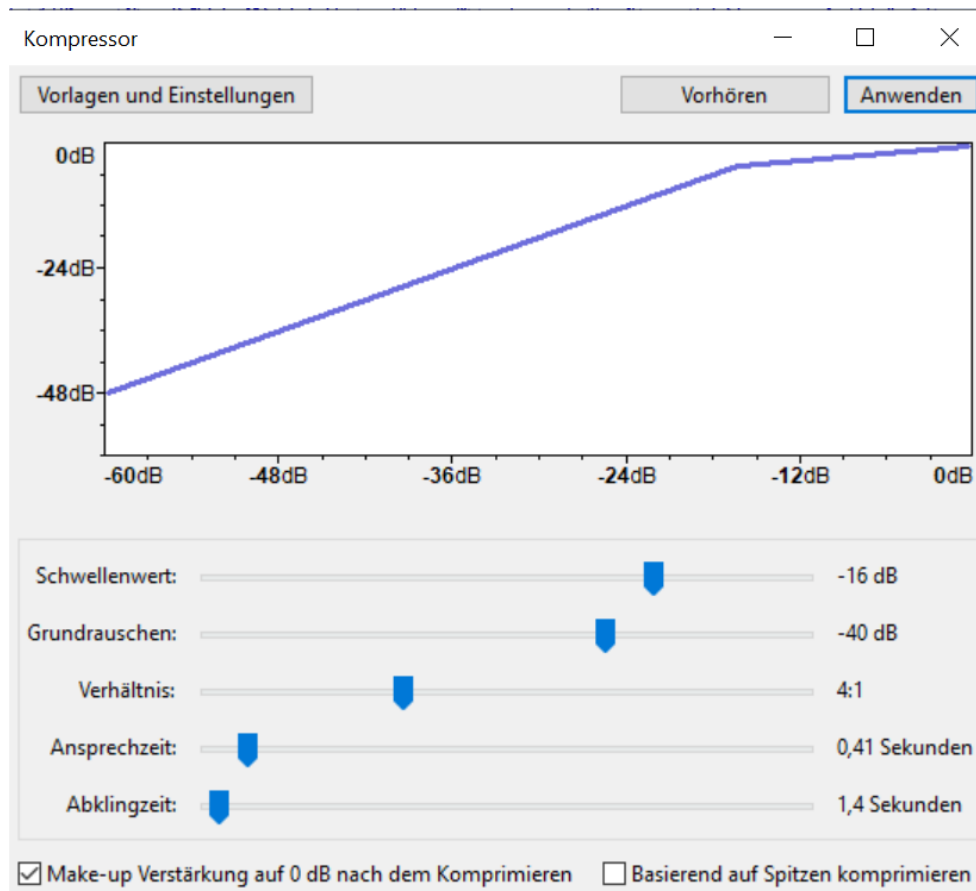 Kompressor
Vorlagen und Einstellungen Vorhören Anwenden
0dB
-24dB
-48dB
-60dB -48dB -36dB -24dB -12dB 0dB
Schwellenwert: -16 dB
Grundrauschen: -40 dB
Verhältnis: 4:1
Ansprechzeit: 0,41 Sekunden
Abklingzeit: 1,4 Sekunden
Make-up Verstärkung auf 0 dB nach dem Komprimieren Basierend auf Spitzen komprimieren